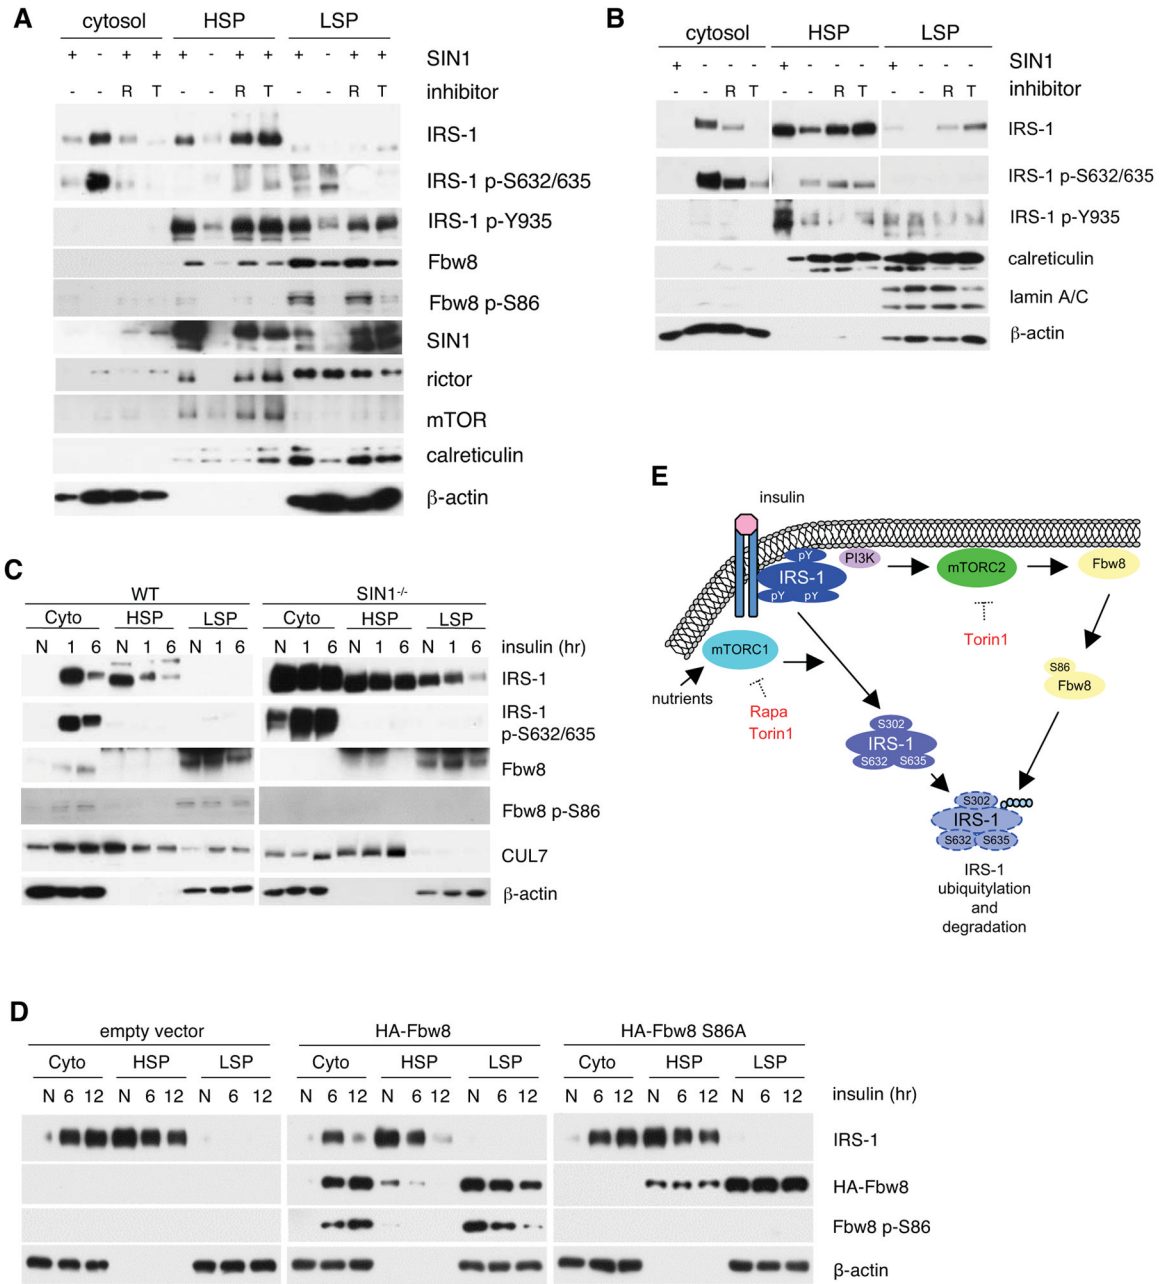 A
cytosol HSP LSP
+ - + + + - + + + - + + SIN1
- - R T - - R T - - R T inhibitor
IRS-1
IRS-1 p-S632/635
IRS-1 p-Y935
Fbw8
Fbw8 p-S86
SIN1
rictor
mTOR
calreticulin
β-actin
B
cytosol HSP LSP
+ - - - + - - - + - - - SIN1
- - R T - - R T - - R T inhibitor
IRS-1
IRS-1 p-S632/635
IRS-1 p-Y935
calreticulin
lamin A/C
β-actin
C
WT SIN1-/-
Cyto HSP LSP Cyto HSP LSP
N 1 6 N 1 6 N 1 6 N 1 6 N 1 6 N 1 6 insulin (hr)
IRS-1
IRS-1
p-S632/635
Fbw8
Fbw8 p-S86
CUL7
β-actin
E
insulin
pY
PI3K
IRS-1
pY pY
mTORC2
Fbw8
Torin1
mTORC1
nutrients
Rapa
Torin1
S86
Fbw8
S302
IRS-1
S632 S635
S302
IRS-1
S632 S635
IRS-1
ubiquitylation
and
degradation
D
empty vector HA-Fbw8 HA-Fbw8 S86A
Cyto HSP LSP Cyto HSP LSP Cyto HSP LSP
N 6 12 N 6 12 N 6 12 N 6 12 N 6 12 N 6 12 N 6 12 N 6 12 N 6 12 insulin (hr)
IRS-1
HA-Fbw8
Fbw8 p-S86
β-actin